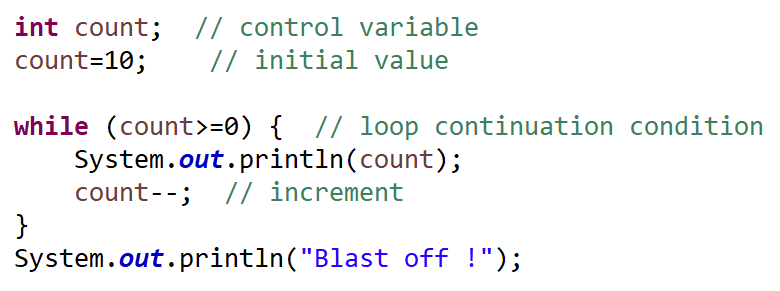 int count;  // control variable
count=10;    // initial value

while (count>=0) {  // loop continuation condition
    System.out.println(count);
    count--;  // increment
}
System.out.println("Blast off !");